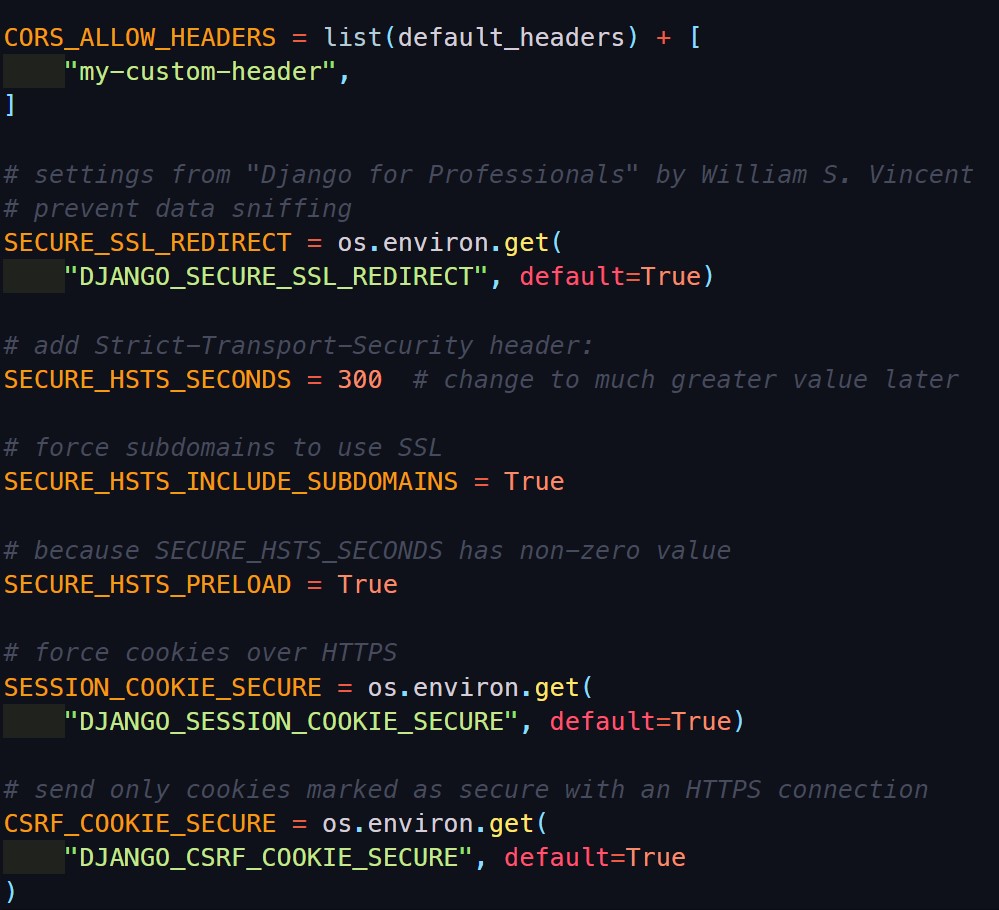 CORS_ALLOW_HEADERS = list(default_headers) + [
    "my-custom-header",
]

# settings from "Django for Professionals" by William S. Vincent
# prevent data sniffing
SECURE_SSL_REDIRECT = os.environ.get(
    "DJANGO_SECURE_SSL_REDIRECT", default=True)

# add Strict-Transport-Security header:
SECURE_HSTS_SECONDS = 300  # change to much greater value later

# force subdomains to use SSL
SECURE_HSTS_INCLUDE_SUBDOMAINS = True

# because SECURE_HSTS_SECONDS has non-zero value
SECURE_HSTS_PRELOAD = True

# force cookies over HTTPS
SESSION_COOKIE_SECURE = os.environ.get(
    "DJANGO_SESSION_COOKIE_SECURE", default=True)

# send only cookies marked as secure with an HTTPS connection
CSRF_COOKIE_SECURE = os.environ.get(
    "DJANGO_CSRF_COOKIE_SECURE", default=True
)